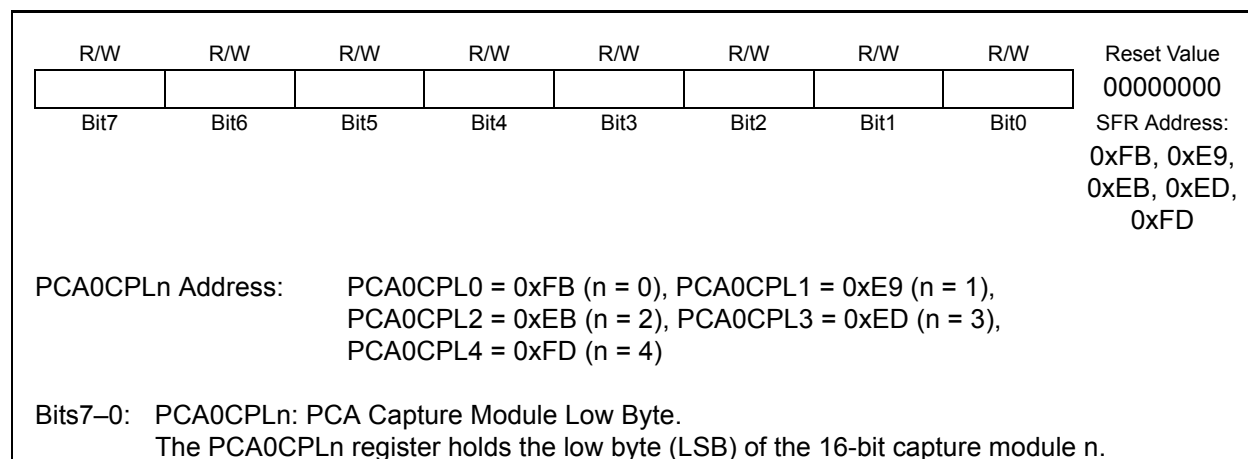 R/W R/W R/W R/W R/W R/W R/W R/W Reset Value
00000000
Bit7 Bit6 Bit5 Bit4 Bit3 Bit2 Bit1 Bit0 SFR Address:
0xFB, 0xE9,
0xEB, 0xED,
0xFD
PCA0CPLn Address: PCA0CPL0 = 0xFB (n = 0), PCA0CPL1 = 0xE9 (n = 1),
PCA0CPL2 = 0xEB (n = 2), PCA0CPL3 = 0xED (n = 3),
PCA0CPL4 = 0xFD (n = 4)
Bits7–0: PCA0CPLn: PCA Capture Module Low Byte.
The PCA0CPLn register holds the low byte (LSB) of the 16-bit capture module n.